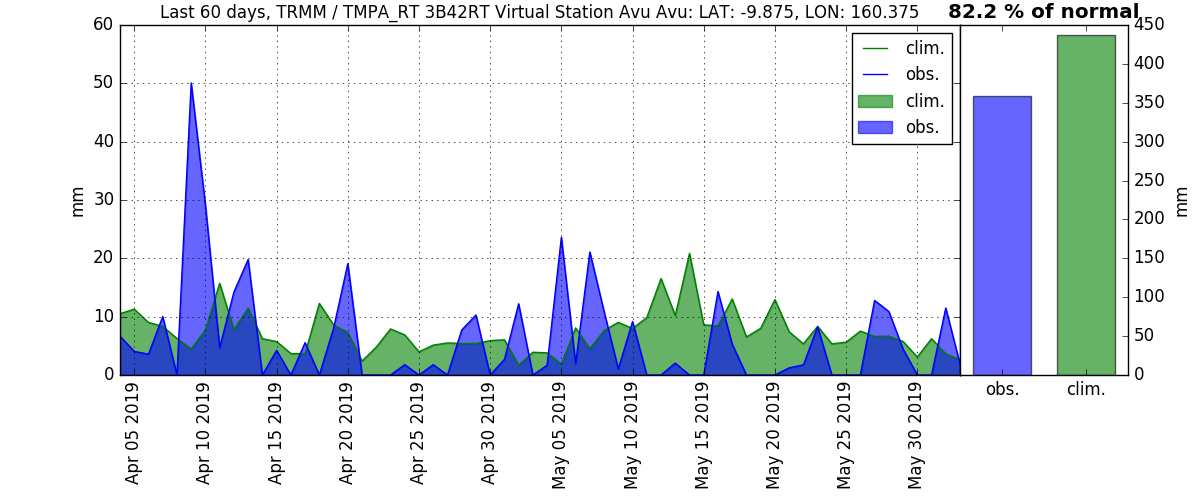 Last 60 days, TRMM / TMPA_RT 3B42RT Virtual Station Avu Avu: LAT: -9.875, LON: 160.375
82.2 % of normal
60
50
40
30
20
10
0
mm
clim.
obs.
clim.
obs.
Apr 05 2019
Apr 10 2019
Apr 15 2019
Apr 20 2019
Apr 25 2019
Apr 30 2019
May 05 2019
May 10 2019
May 15 2019
May 20 2019
May 25 2019
May 30 2019
450
400
350
300
250
200
150
100
50
0
mm
obs.
clim.